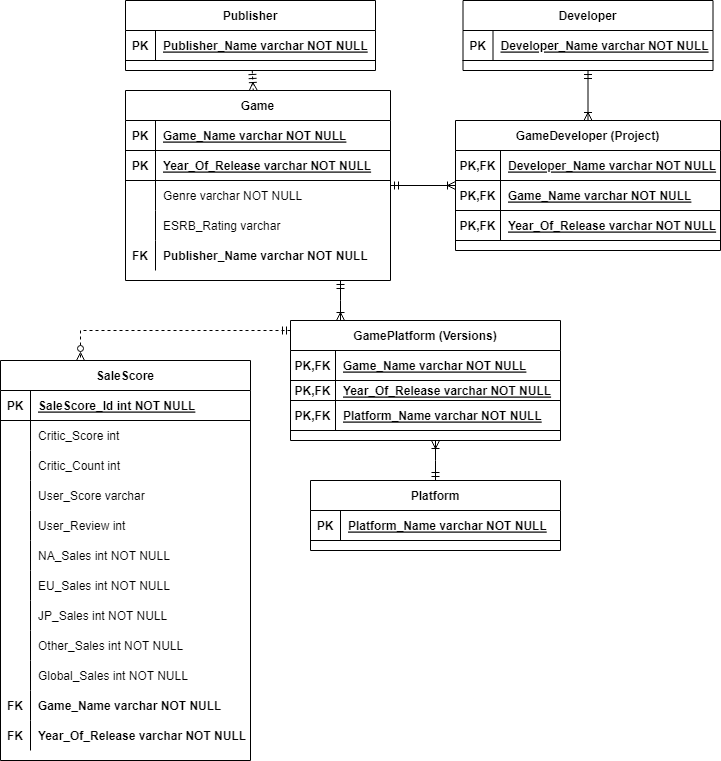 Publisher
PK Publisher_Name varchar NOT NULL
Developer
PK Developer_Name varchar NOT NULL
Game
PK Game_Name varchar NOT NULL
PK Year_Of_Release varchar NOT NULL
Genre varchar NOT NULL
ESRB_Rating varchar
FK Publisher_Name varchar NOT NULL
GameDeveloper (Project)
PK,FK Developer_Name varchar NOT NULL
PK,FK Game_Name varchar NOT NULL
PK,FK Year_Of_Release varchar NOT NULL
GamePlatform (Versions)
PK,FK Game_Name varchar NOT NULL
PK,FK Year_Of_Release varchar NOT NULL
PK,FK Platform_Name varchar NOT NULL
SaleScore
PK SaleScore_Id int NOT NULL
Critic_Score int
Critic_Count int
User_Score varchar
User_Review int
NA_Sales int NOT NULL
EU_Sales int NOT NULL
JP_Sales int NOT NULL
Other_Sales int NOT NULL
Global_Sales int NOT NULL
FK Game_Name varchar NOT NULL
FK Year_Of_Release varchar NOT NULL
Platform
PK Platform_Name varchar NOT NULL